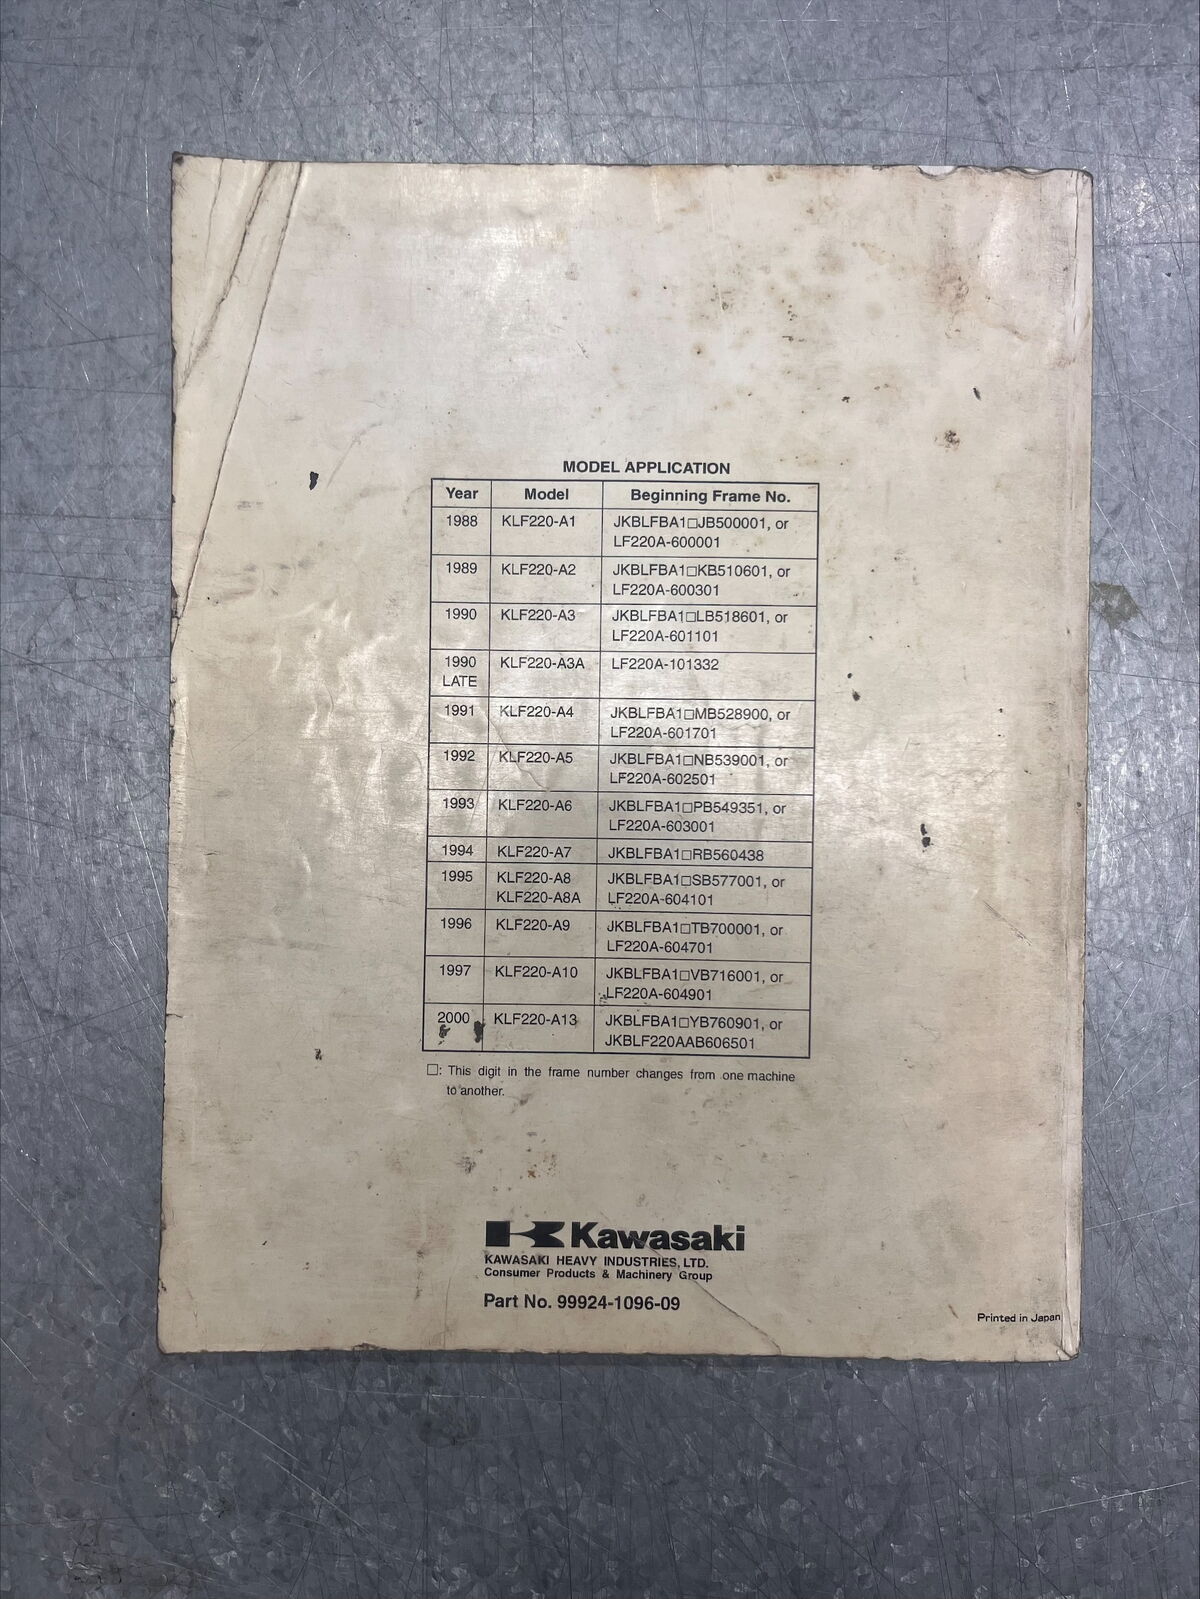 MODEL APPLICATION
Year Model Beginning Frame No.
1988 KLF220-A1 JKBLFBA1□JB500001, or
LF220A-600001
1989 KLF220-A2 JKBLFBA1□KB510601, or
LF220A-600301
1990 KLF220-A3 JKBLFBA1□LB518601, or
LF220A-601101
1990 KLF220-A3A LF220A-101332
LATE
1991 KLF220-A4 JKBLFBA1□MB528900, or
LF220A-601701
1992 KLF220-A5 JKBLFBA1□NB539001, or
LF220A-602501
1993 KLF220-A6 JKBLFBA1□PB549351, or
LF220A-603001
1994 KLF220-A7 JKBLFBA1□RB560438
1995 KLF220-A8 JKBLFBA1□SB577001, or
KLF220-A8A LF220A-604101
1996 KLF220-A9 JKBLFBA1□TB700001, or
LF220A-604701
1997 KLF220-A10 JKBLFBA1□VB716001, or
LF220A-604901
2000 KLF220-A13 JKBLFBA1□YB760901, or
JKBLF220AAB606501
□: This digit in the frame number changes from one machine
to another.
Kawasaki
KAWASAKI HEAVY INDUSTRIES, LTD.
Consumer Products & Machinery Group
Part No. 99924-1096-09
Printed in Japan